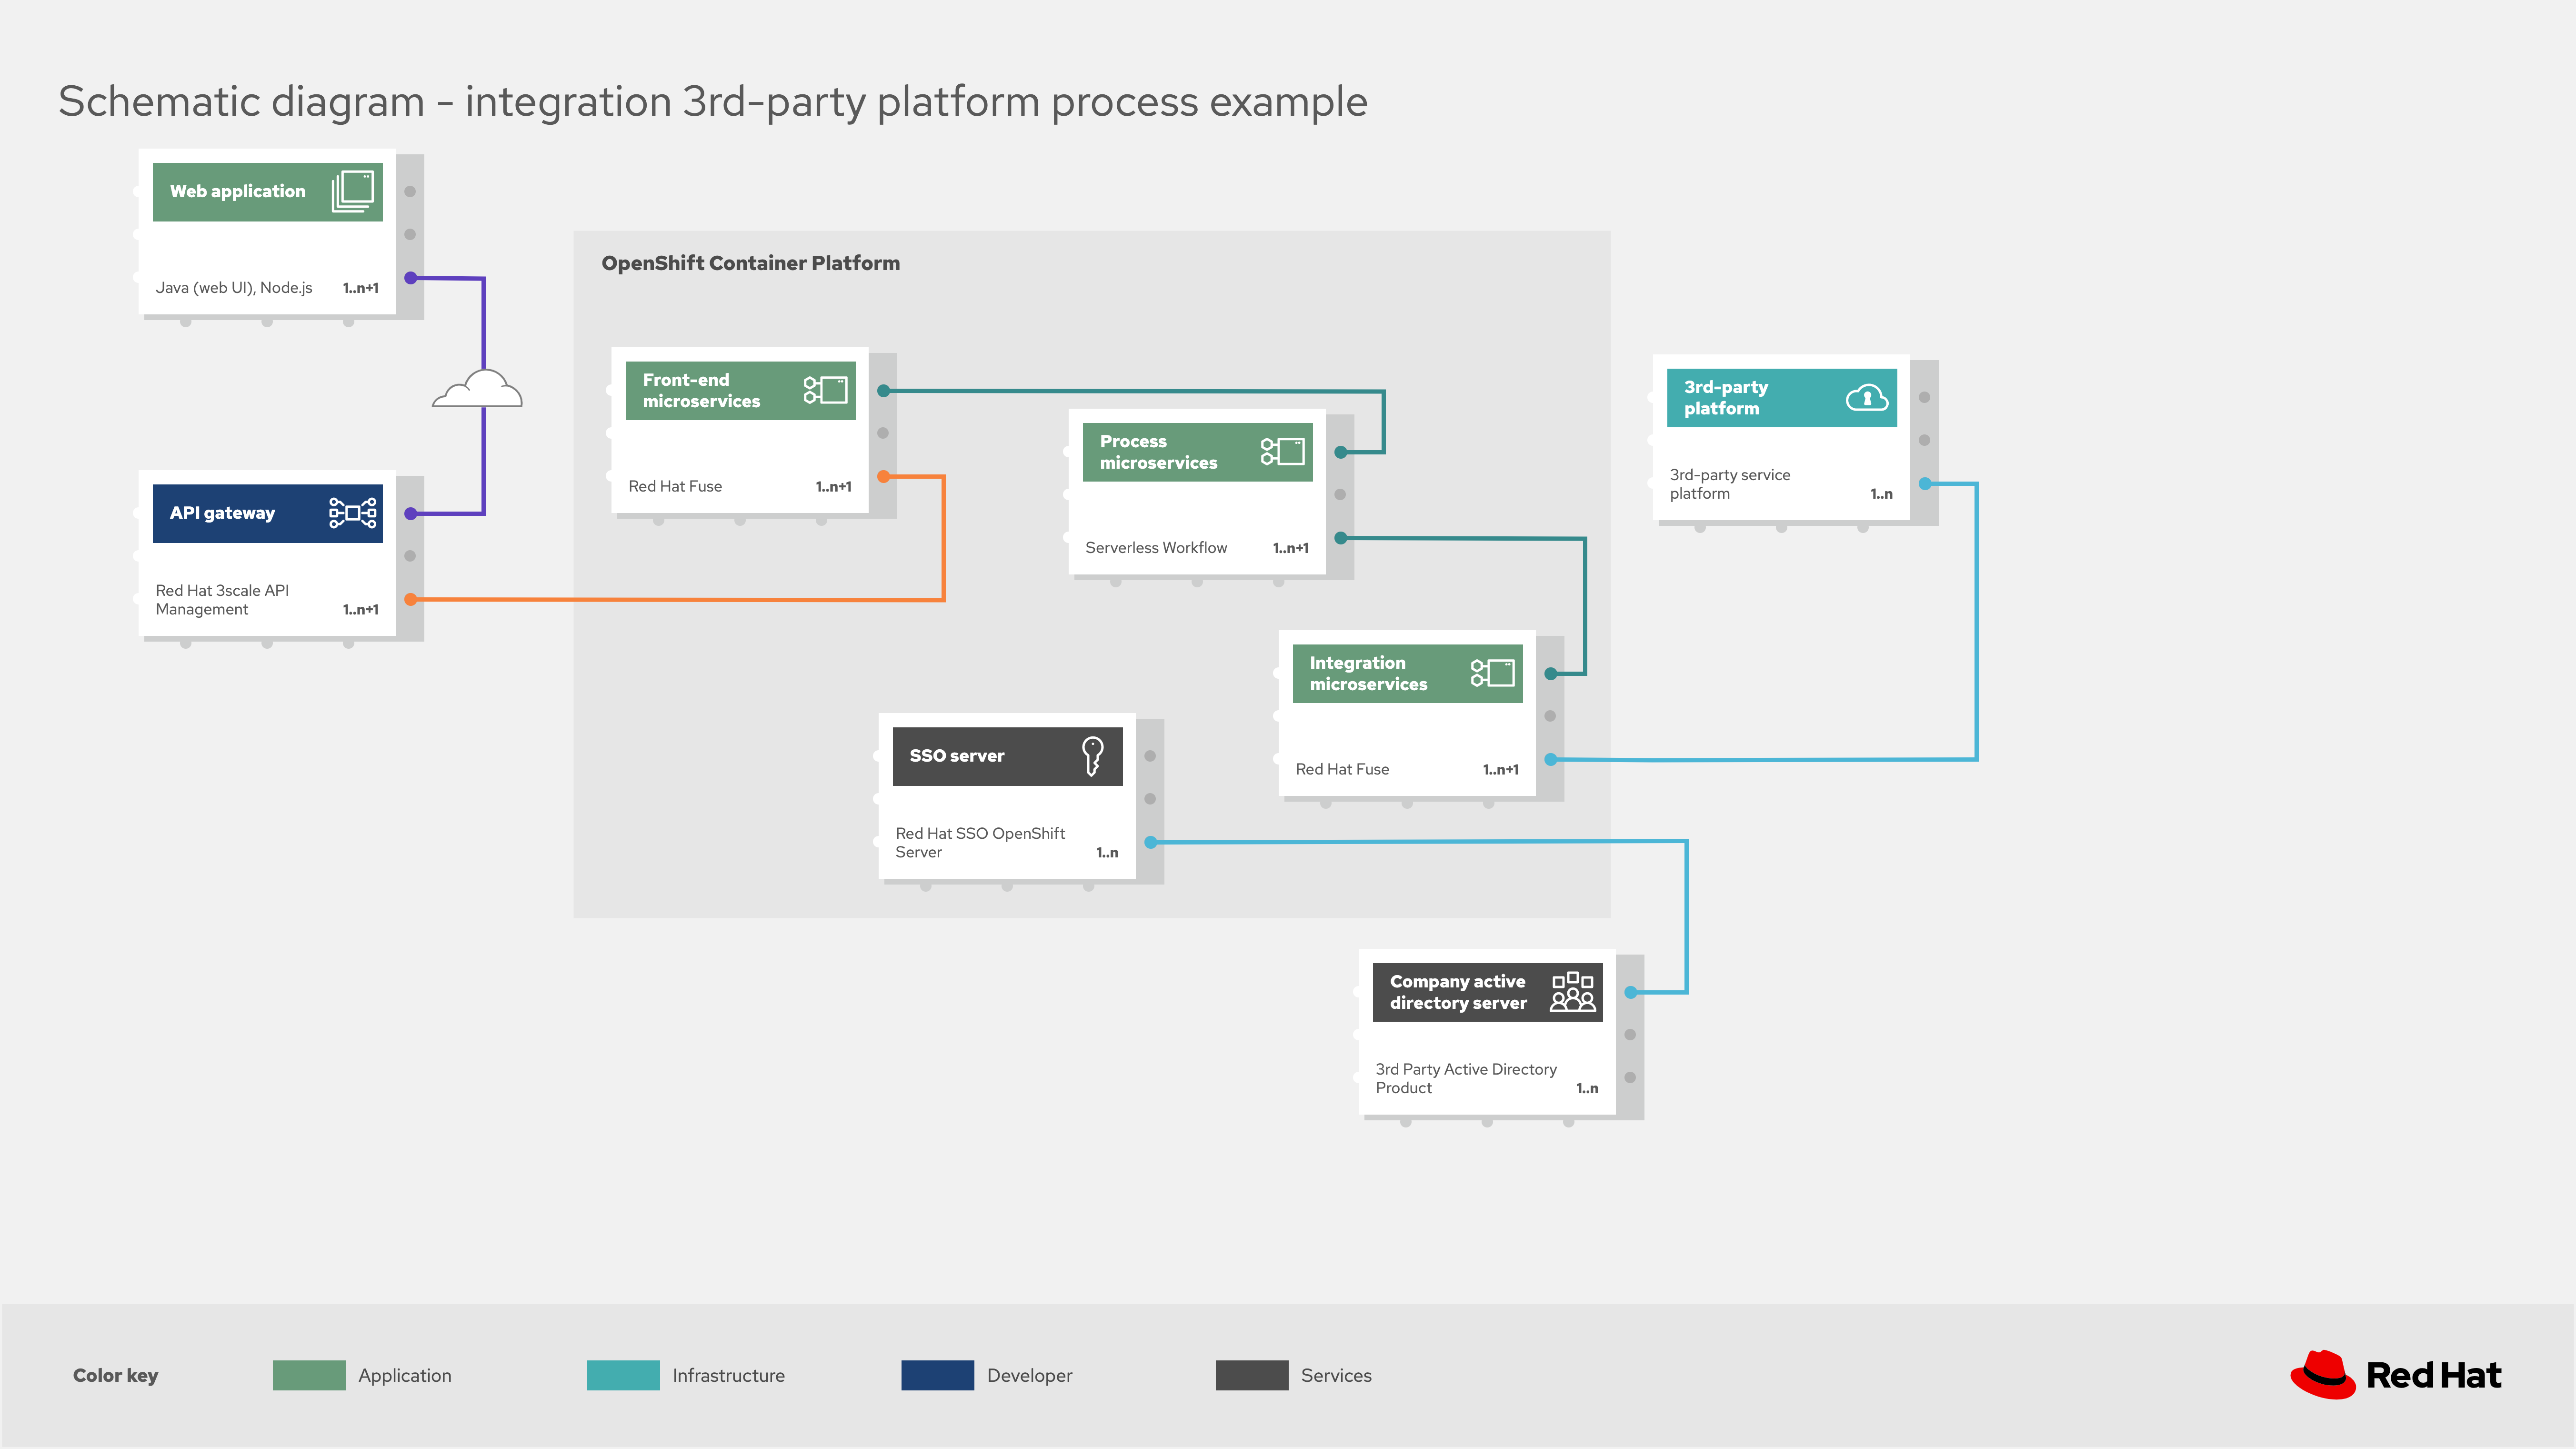 Schematic diagram - integration 3rd-party platform process example
Web application
Java (web UI), Node.js
1..n+1
API gateway
Red Hat 3scale API
Management
1..n+1
OpenShift Container Platform
Front-end
microservices
Red Hat Fuse
1..n+1
Process
microservices
Serverless Workflow
1..n+1
Integration
microservices
Red Hat Fuse
1..n+1
SSO server
Red Hat SSO OpenShift
Server
1..n
3rd-party
platform
3rd-party service
platform
1..n
Company active
directory server
3rd Party Active Directory
Product
1..n
Color key
Application
Infrastructure
Developer
Services
Red Hat